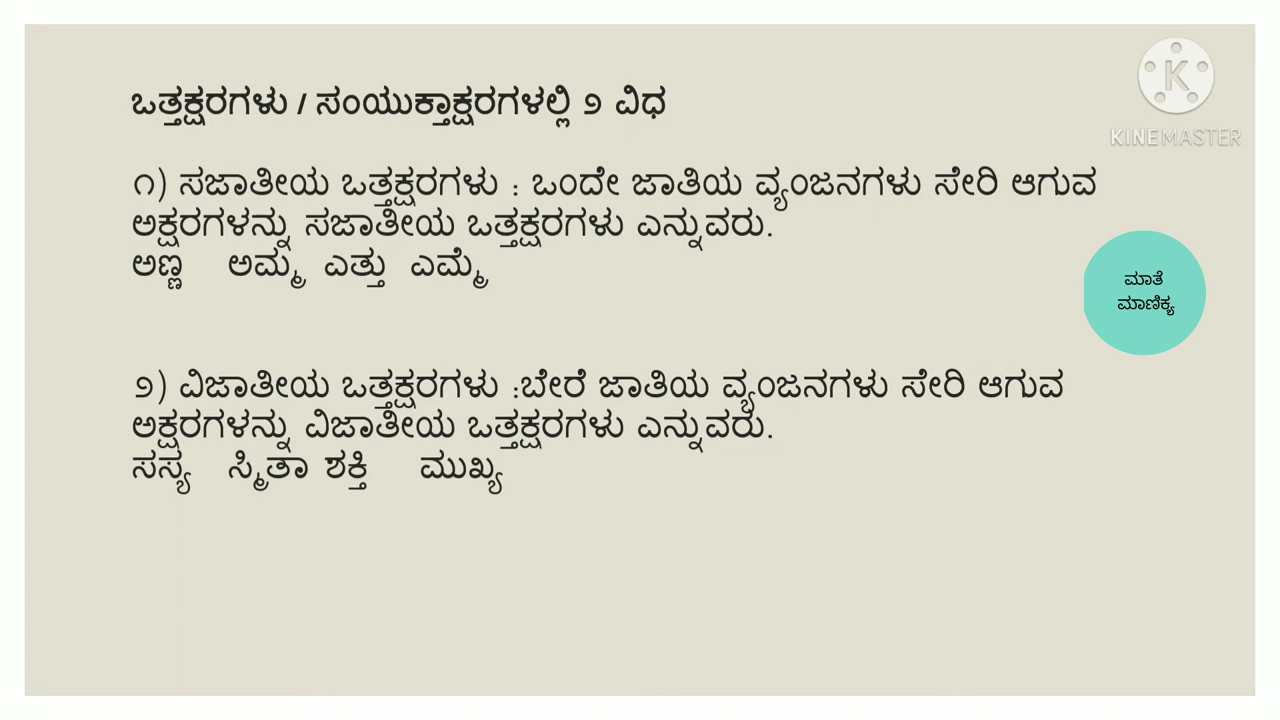 ಒತ್ತಕ್ಷರಗಳು / ಸಂಯುಕ್ತಾಕ್ಷರಗಳಲ್ಲಿ ೨ ವಿಧ
೧) ಸಜಾತೀಯ ಒತ್ತಕ್ಷರಗಳು : ಒಂದೇ ಜಾತಿಯ ವ್ಯಂಜನಗಳು ಸೇರಿ ಆಗುವ
ಅಕ್ಷರಗಳನ್ನು ಸಜಾತೀಯ ಒತ್ತಕ್ಷರಗಳು ಎನ್ನುವರು.
ಅಣ್ಣ ಅಮ್ಮ ಎತ್ತು ಎಮ್ಮೆ
೨) ವಿಜಾತೀಯ ಒತ್ತಕ್ಷರಗಳು :ಬೇರೆ ಜಾತಿಯ ವ್ಯಂಜನಗಳು ಸೇರಿ ಆಗುವ
ಅಕ್ಷರಗಳನ್ನು ವಿಜಾತೀಯ ಒತ್ತಕ್ಷರಗಳು ಎನ್ನುವರು.
ಸಸ್ಯ ಸ್ಮಿತಾ ಶಕ್ತಿ ಮುಖ್ಯ
ಮಾತೆ
ಮಾಣಿಕ್ಯ
KINEMASTER